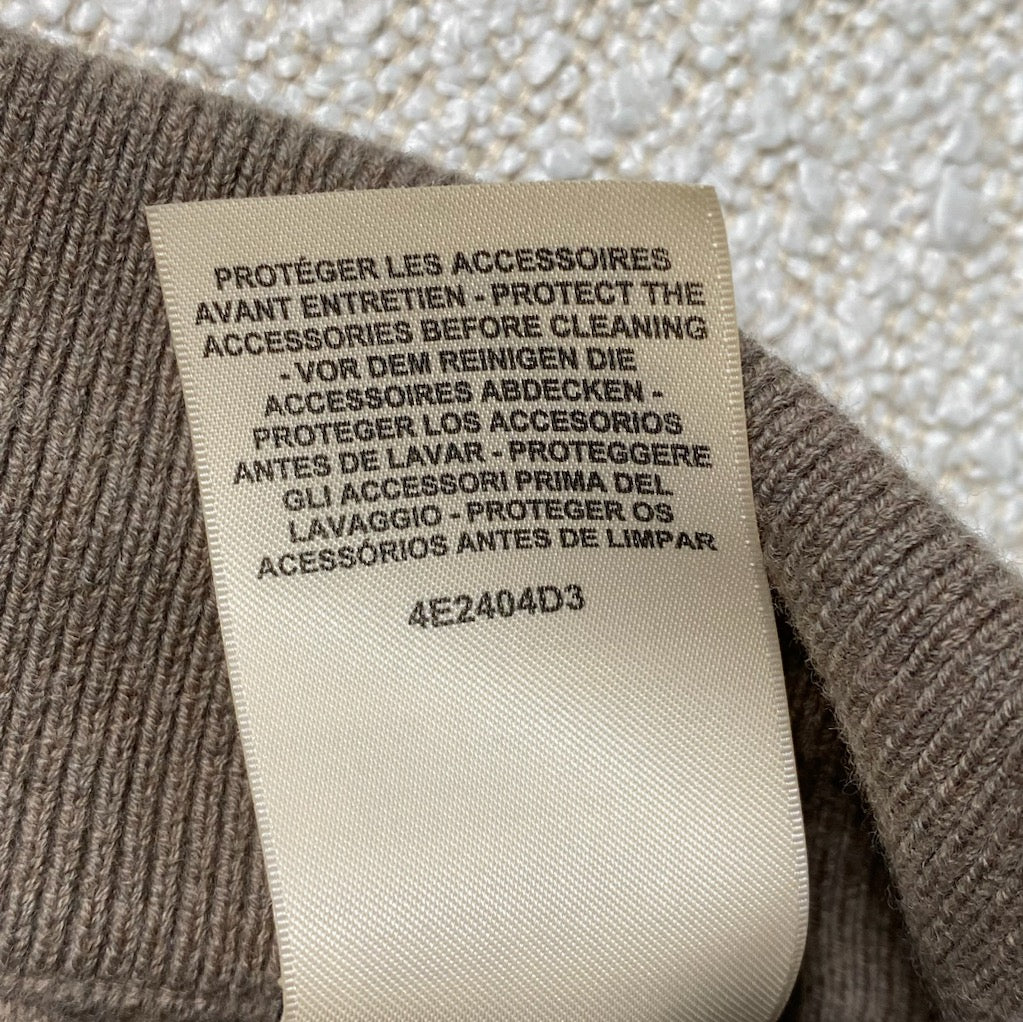 PROTÉGER LES ACCESSOIRES
AVANT ENTRETIEN - PROTECT THE
ACCESSORIES BEFORE CLEANING
- VOR DEM REINIGEN DIE
ACCESSOIRES ABDECKEN -
PROTEGER LOS ACCESORIOS
ANTES DE LAVAR - PROTEGGERE
GLI ACCESSORI PRIMA DEL
LAVAGGIO - PROTEGER OS
ACESSÓRIOS ANTES DE LIMPAR
4E2404D3